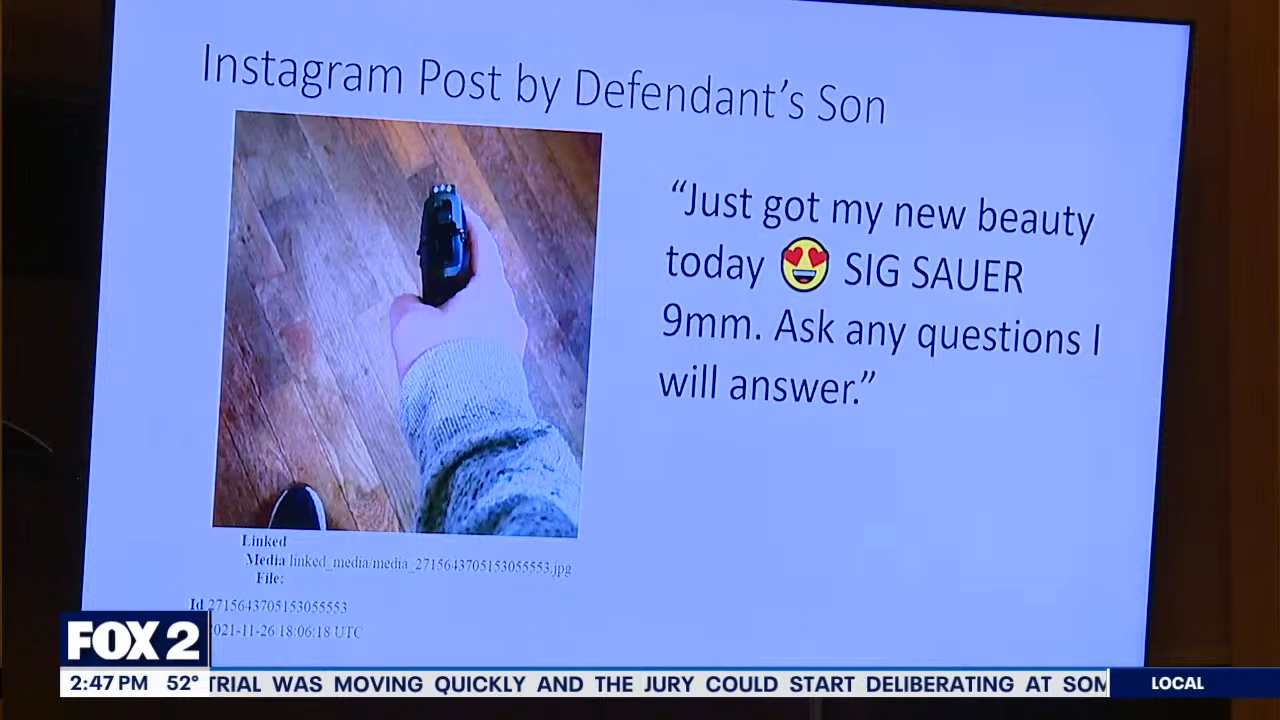 Instagram Post by Defendant's Son
“Just got my new beauty
today 😍 SIG SAUER
9mm. Ask any questions I
will answer.”
Linked
Media linked_media/media_2715643705153055553.jpg
File:
Id 2715643705153055553
2021-11-26 18:06:18 UTC
FOX 2
2:47 PM 52° TRIAL WAS MOVING QUICKLY AND THE JURY COULD START DELIBERATING AT SOM
LOCAL